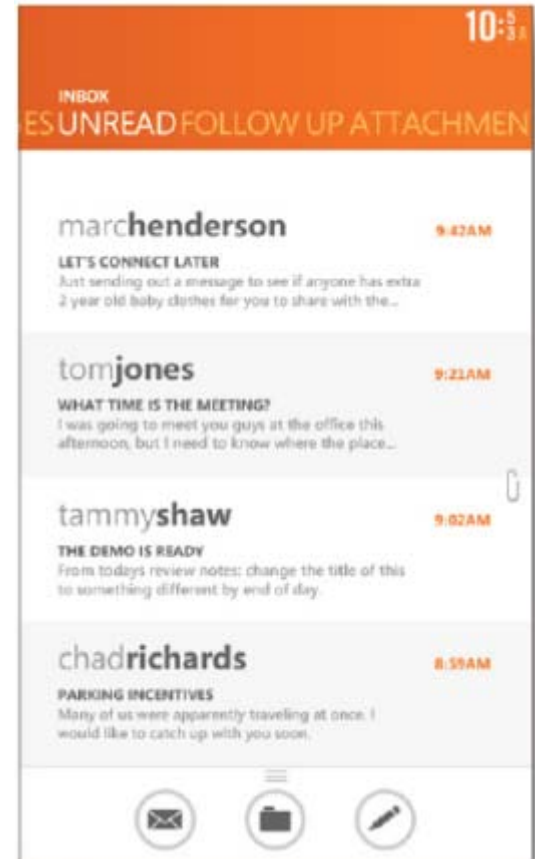 10:
INBOX
ES UNREAD FOLLOW UP ATTACHMEN
marchenderson
9:42AM
LET'S CONNECT LATER
Just sending out a message to see if anyone has extra
2 year old baby clothes for you to share with the...
tomjones
9:21AM
WHAT TIME IS THE MEETING?
I was going to meet you guys at the office this
afternoon, but I need to know where the place...
tammyshaw
9:02AM
THE DEMO IS READY
From todays review notes: change the title of this
to something different by end of day.
chadrichards
8:59AM
PARKING INCENTIVES
Many of us were apparently traveling at once. I
would like to catch up with you soon.